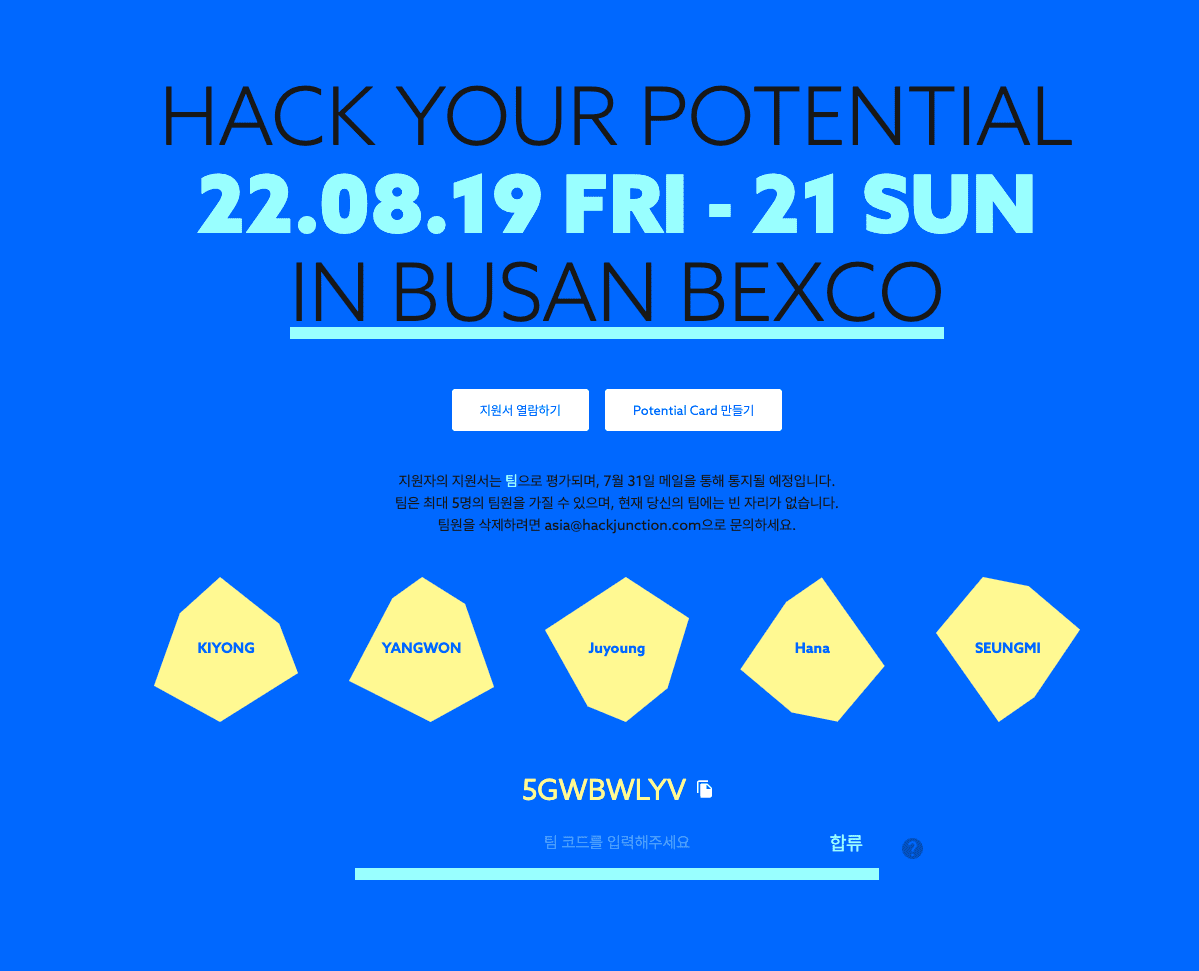 HACK YOUR POTENTIAL
22.08.19 FRI - 21 SUN
IN BUSAN BEXCO
지원서 열람하기
Potential Card 만들기
지원자의 지원서는 팀으로 평가되며, 7월 31일 메일을 통해 통지될 예정입니다.
팀은 최대 5명의 팀원을 가질 수 있으며, 현재 당신의 팀에는 빈 자리가 없습니다.
팀원을 삭제하려면 asia@hackjunction.com으로 문의하세요.
KIYONG
YANGWON
Juyoung
Hana
SEUNGMI
5GWBWLYV
팀 코드를 입력해주세요
합류
?